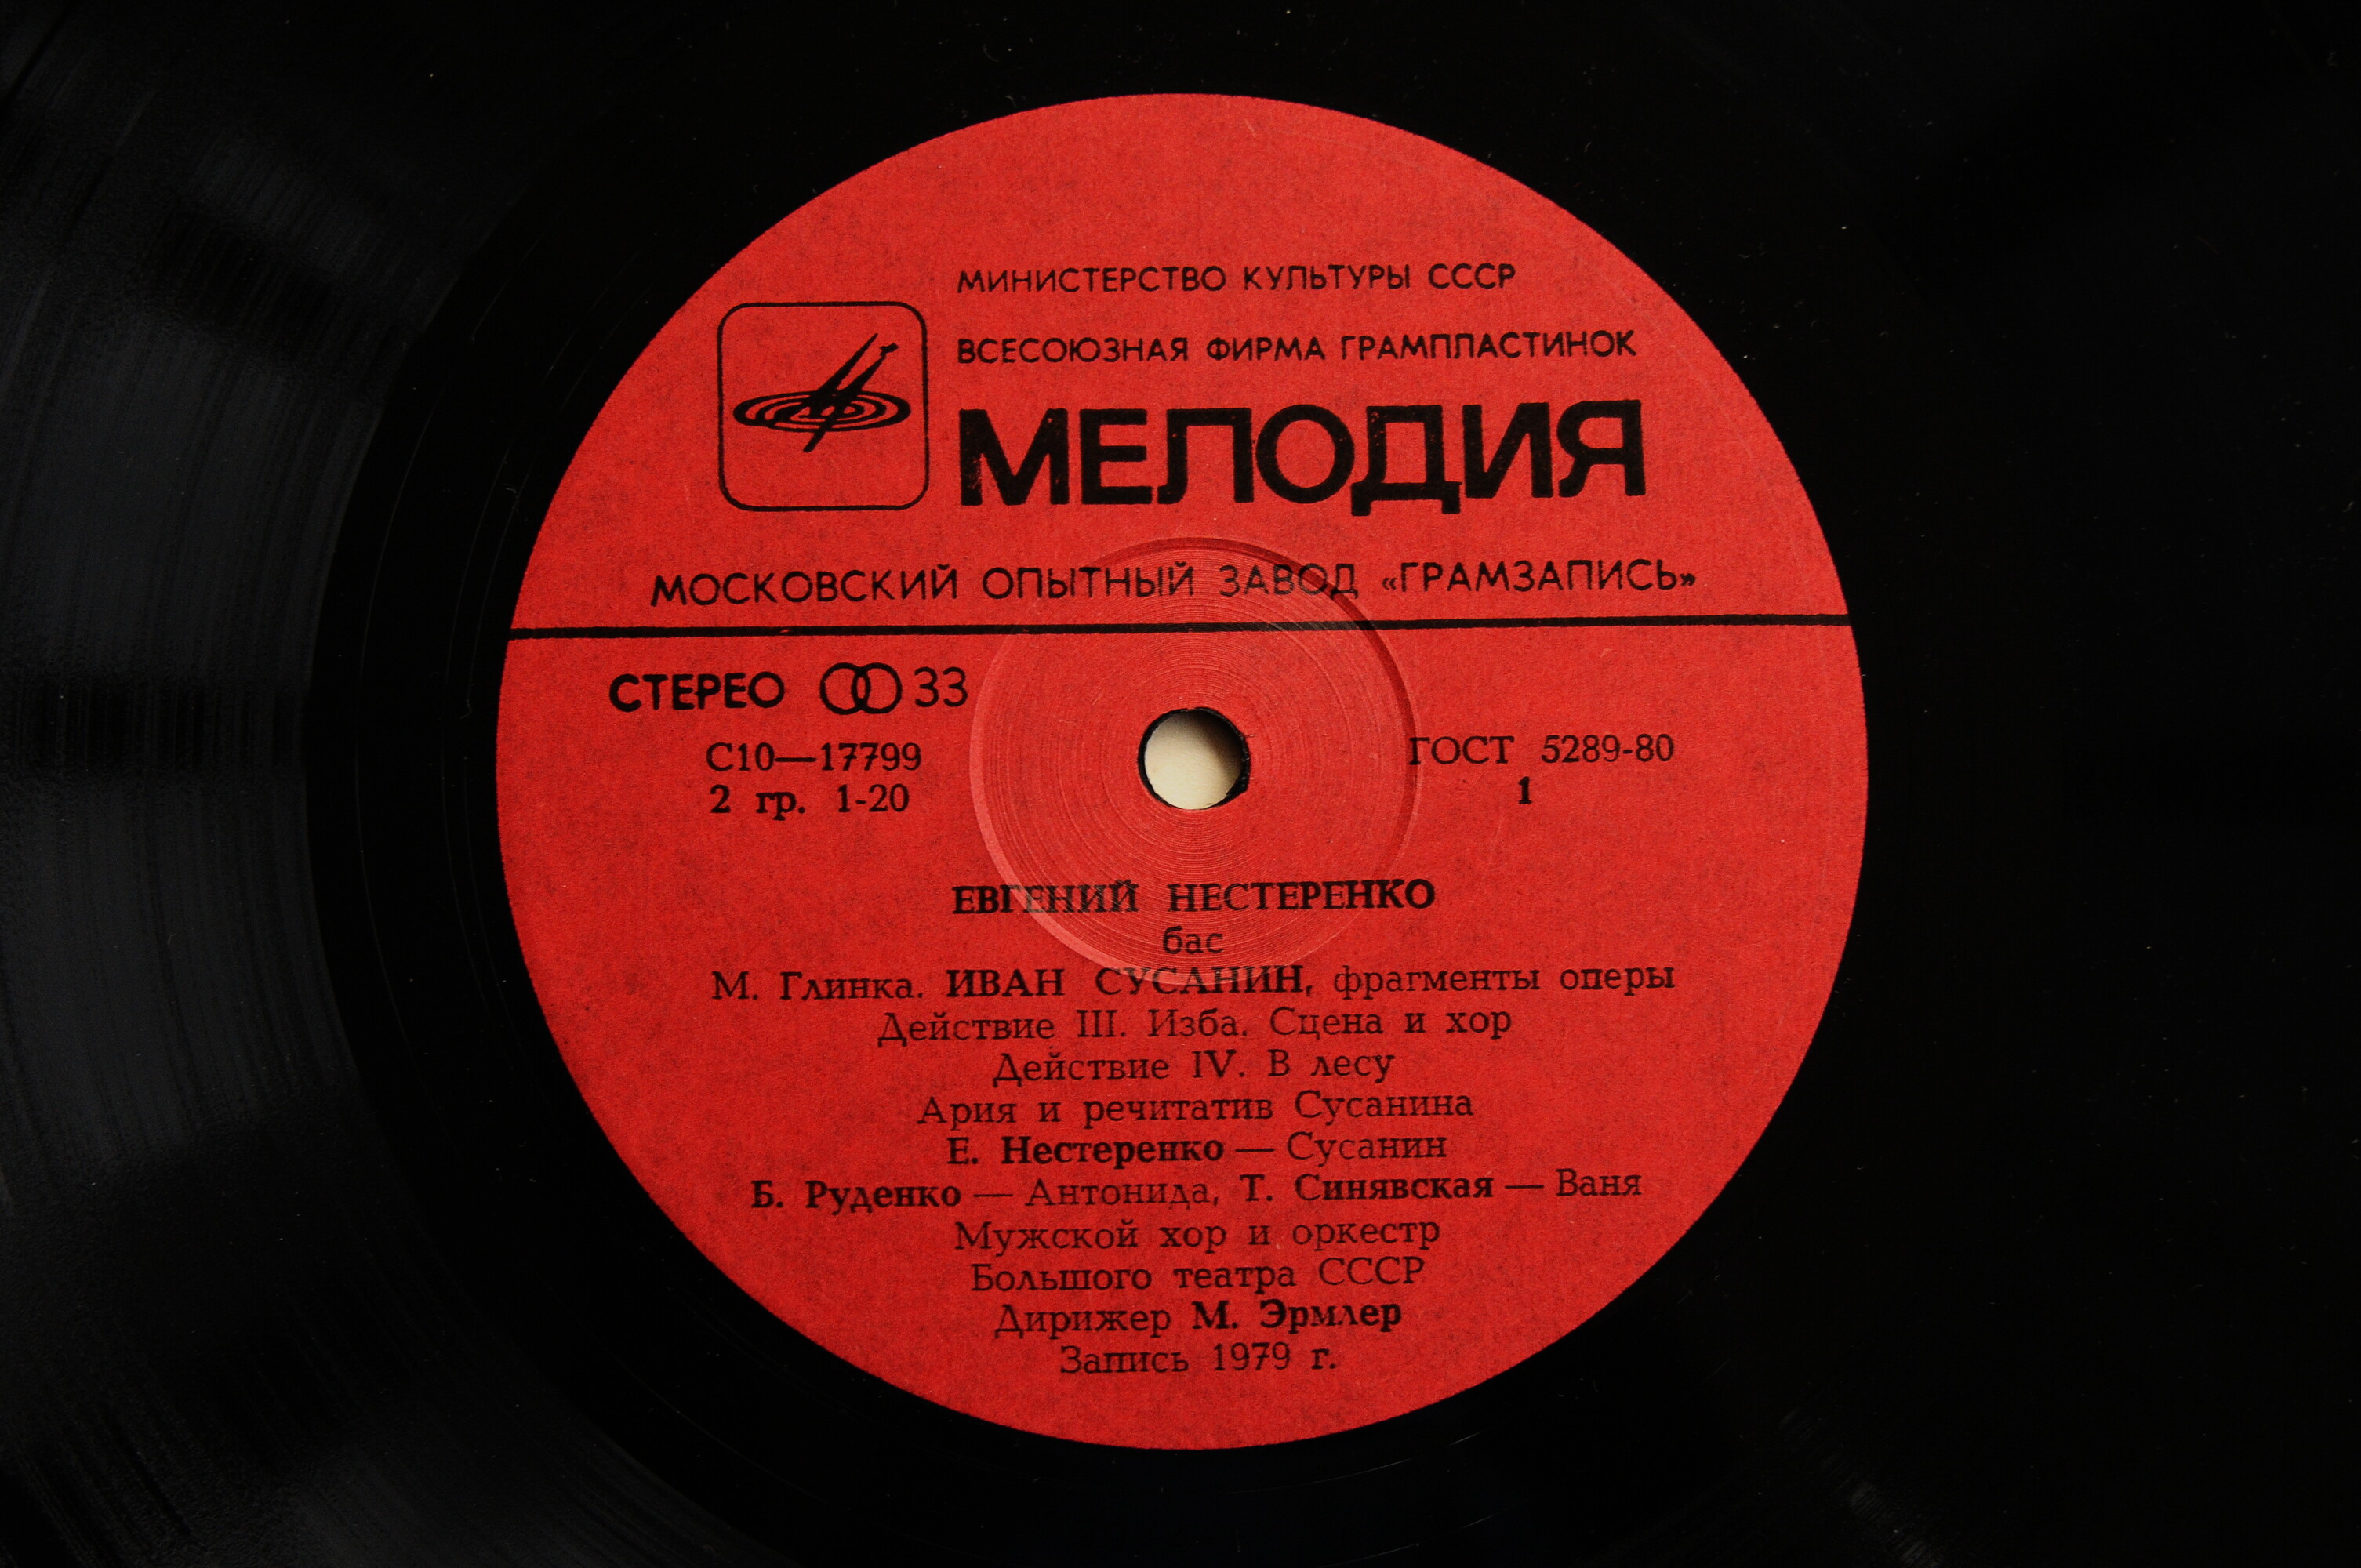 МИНИСТЕРСТВО КУЛЬТУРЫ СССР
ВСЕСОЮЗНАЯ ФИРМА ГРАМПЛАСТИНОК
МЕЛОДИЯ
МОСКОВСКИЙ ОПЫТНЫЙ ЗАВОД «ГРАМЗАПИСЬ»
СТЕРЕО 33
С10—17799
2 гр. 1-20
ГОСТ 5289-80
1
ЕВГЕНИЙ НЕСТЕРЕНКО
бас
М. Глинка. ИВАН СУСАНИН, фрагменты оперы
Действие III. Изба. Сцена и хор
Действие IV. В лесу
Ария и речитатив Сусанина
Е. Нестеренко — Сусанин
Б. Руденко — Антонида, Т. Синявская — Ваня
Мужской хор и оркестр
Большого театра СССР
Дирижер М. Эрмлер
Запись 1979 г.